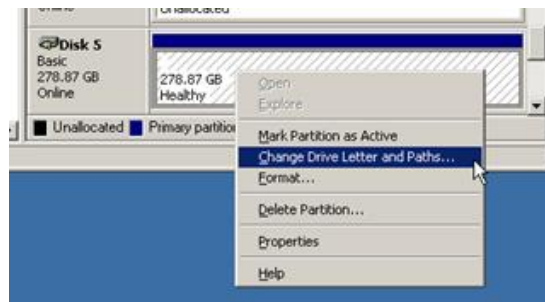 Unallocated
Disk 5
Basic
278.87 GB
Online
278.87 GB
Healthy
Unallocated Primary partitio
Open
Explore
Mark Partition as Active
Change Drive Letter and Paths...
Format...
Delete Partition...
Properties
Help